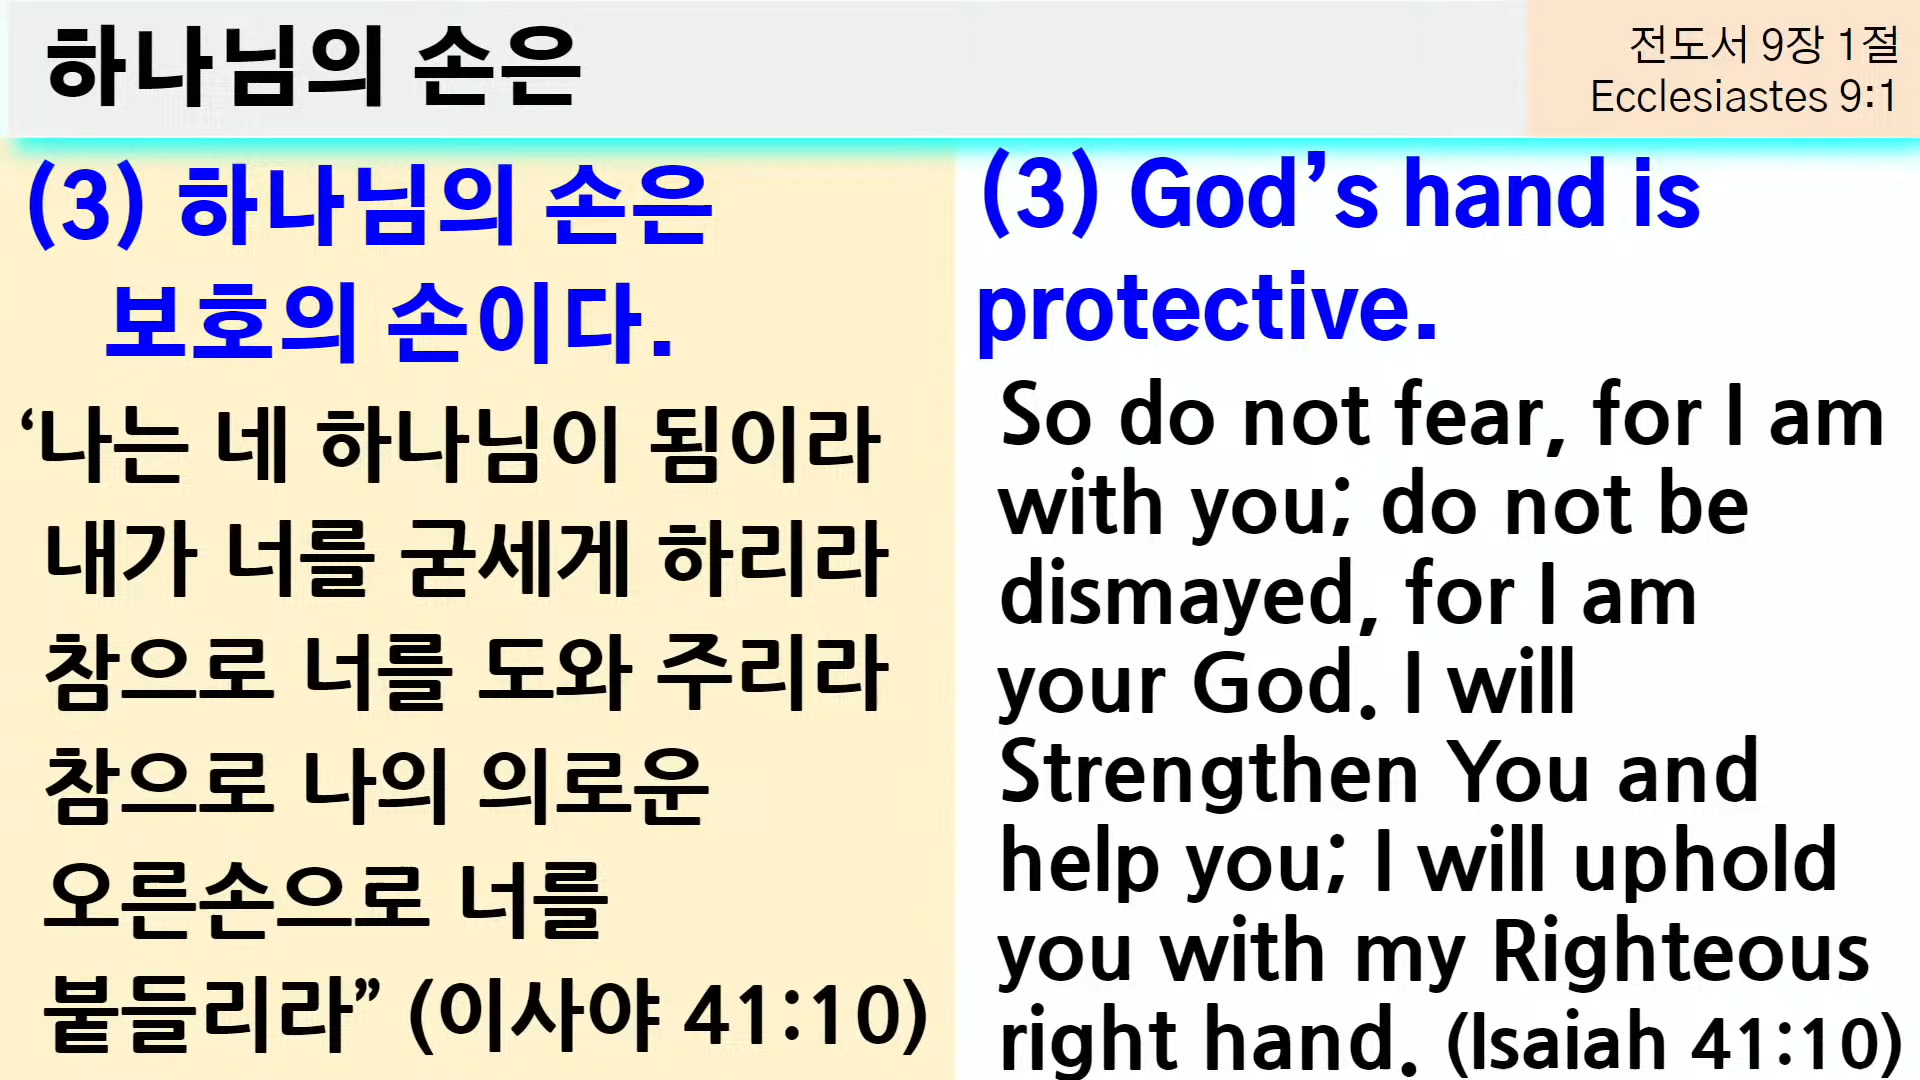 하나님의 손은
전도서 9장 1절
Ecclesiastes 9:1
(3) 하나님의 손은
보호의 손이다.
‘나는 네 하나님이 됨이라
내가 너를 굳세게 하리라
참으로 너를 도와 주리라
참으로 나의 의로운
오른손으로 너를
붙들리라” (이사야 41:10)
(3) God’s hand is
protective.
So do not fear, for I am
with you; do not be
dismayed, for I am
your God. I will
Strengthen You and
help you; I will uphold
you with my Righteous
right hand. (Isaiah 41:10)